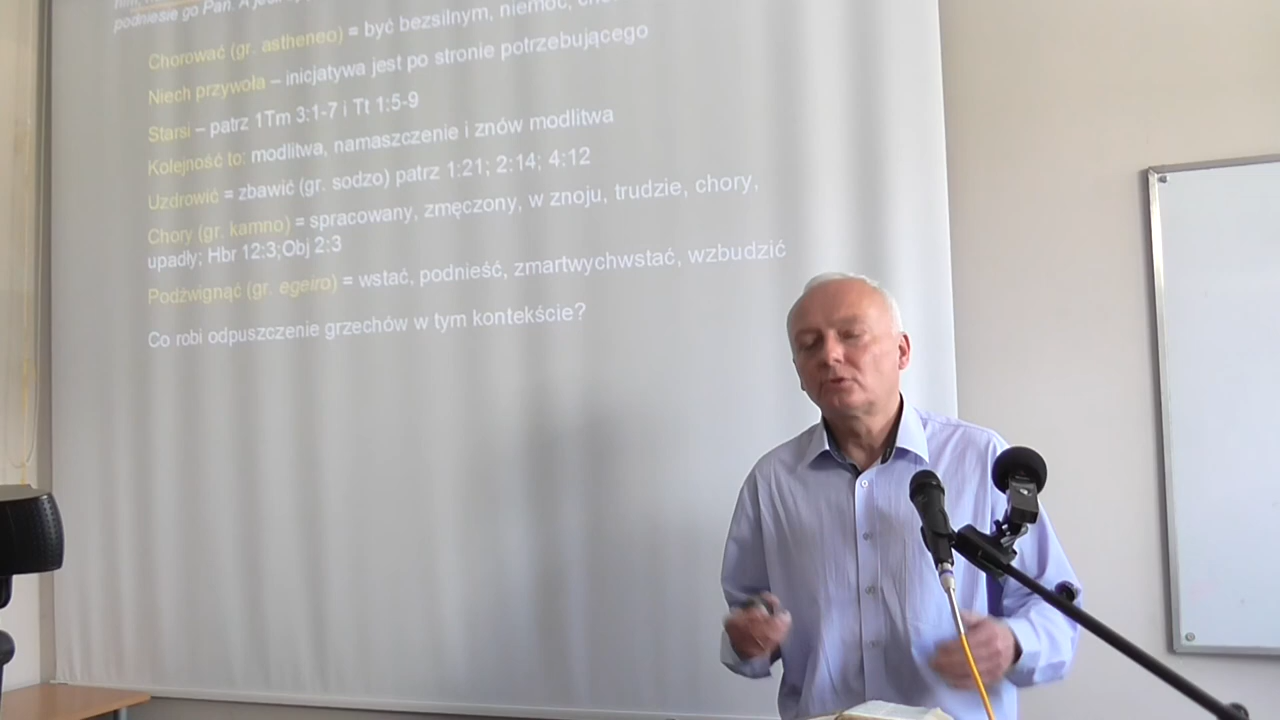 podniesie go Pan. A
Chorować (gr. astheneo) = być bezsilnym, niemoc,
Niech przywoła – inicjatywa jest po stronie potrzebującego
Starsi – patrz 1Tm 3:1-7 i Tt 1:5-9
Kolejność to: modlitwa, namaszczenie i znów modlitwa
Uzdrowić = zbawić (gr. sodzo) patrz 1:21; 2:14; 4:12
Chory (gr. kamno) = spracowany, zmęczony, w znoju, trudzie, chory,
upadły; Hbr 12:3;Obj 2:3
Podźwignąć (gr. egeiro) = wstać, podnieść, zmartwychwstać, wzbudzić
Co robi odpuszczenie grzechów w tym kontekście?